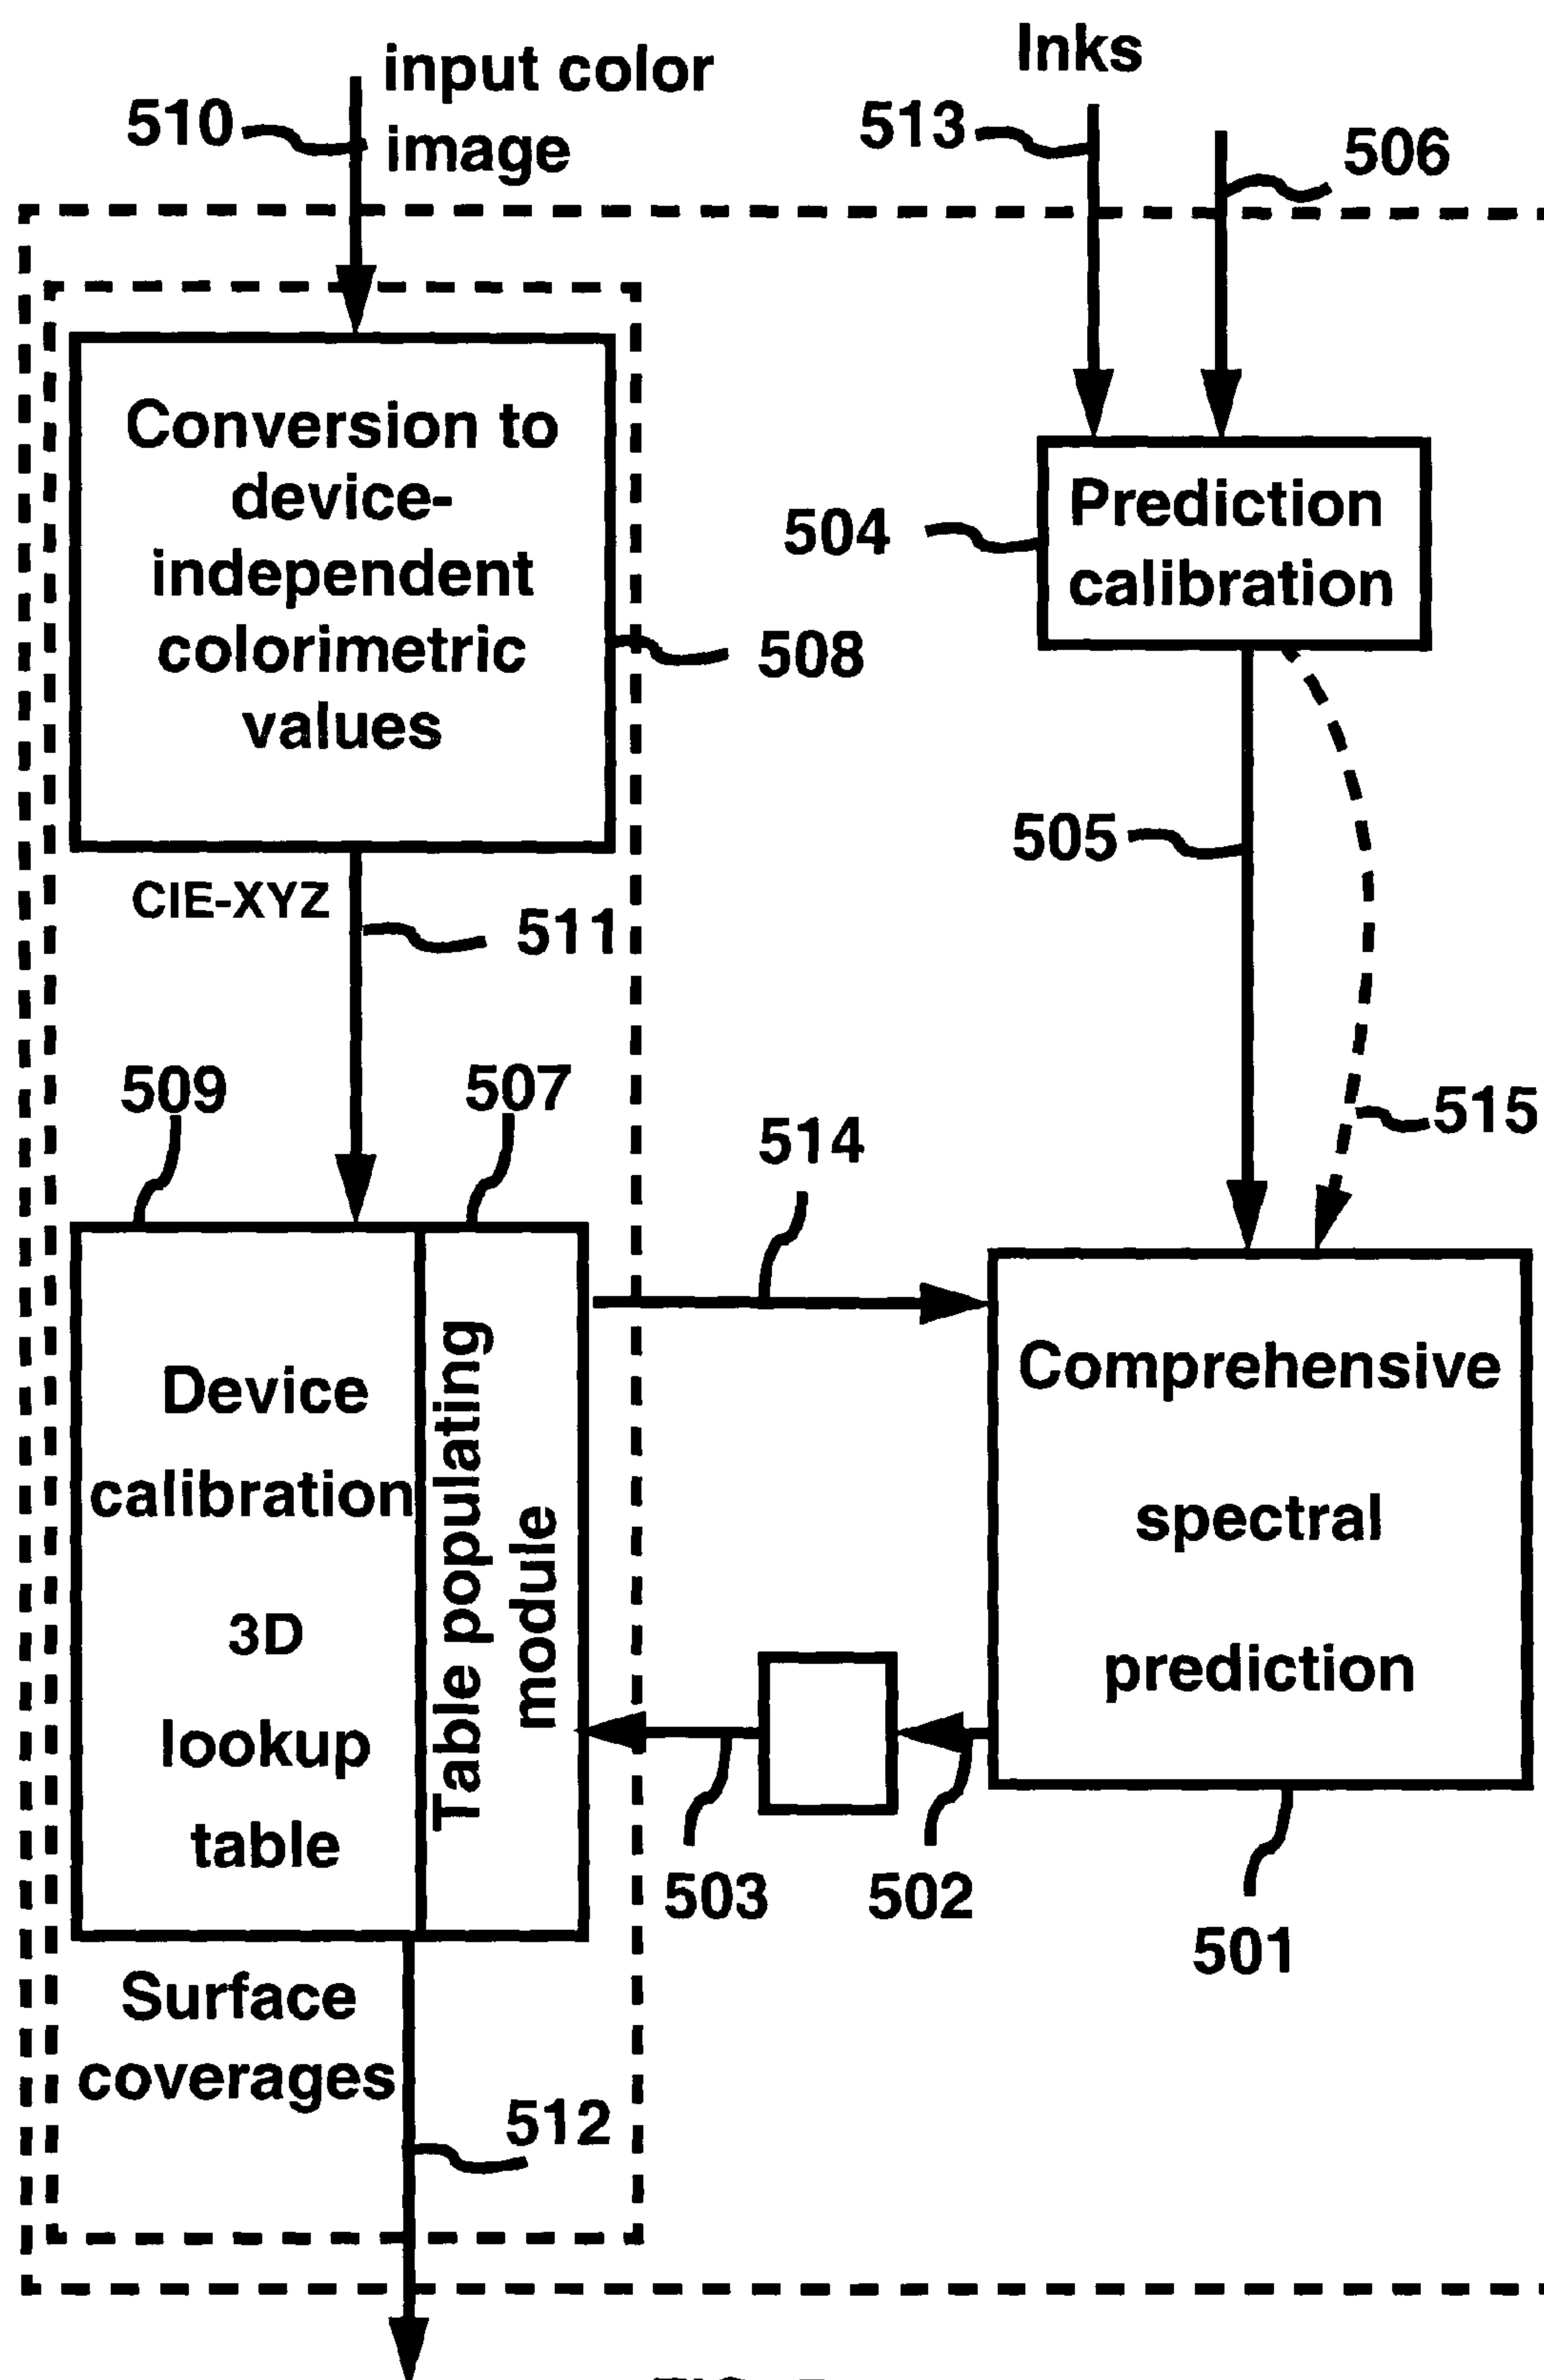 input color
image
510
Inks
513
506
Conversion to
device-
independent
colorimetric
values
508
504
Prediction
calibration
505
CIE-XYZ
511
509
507
514
515
Device
calibration
3D
lookup
table
Table populating
module
Comprehensive
spectral
prediction
503
502
501
Surface
coverages
512